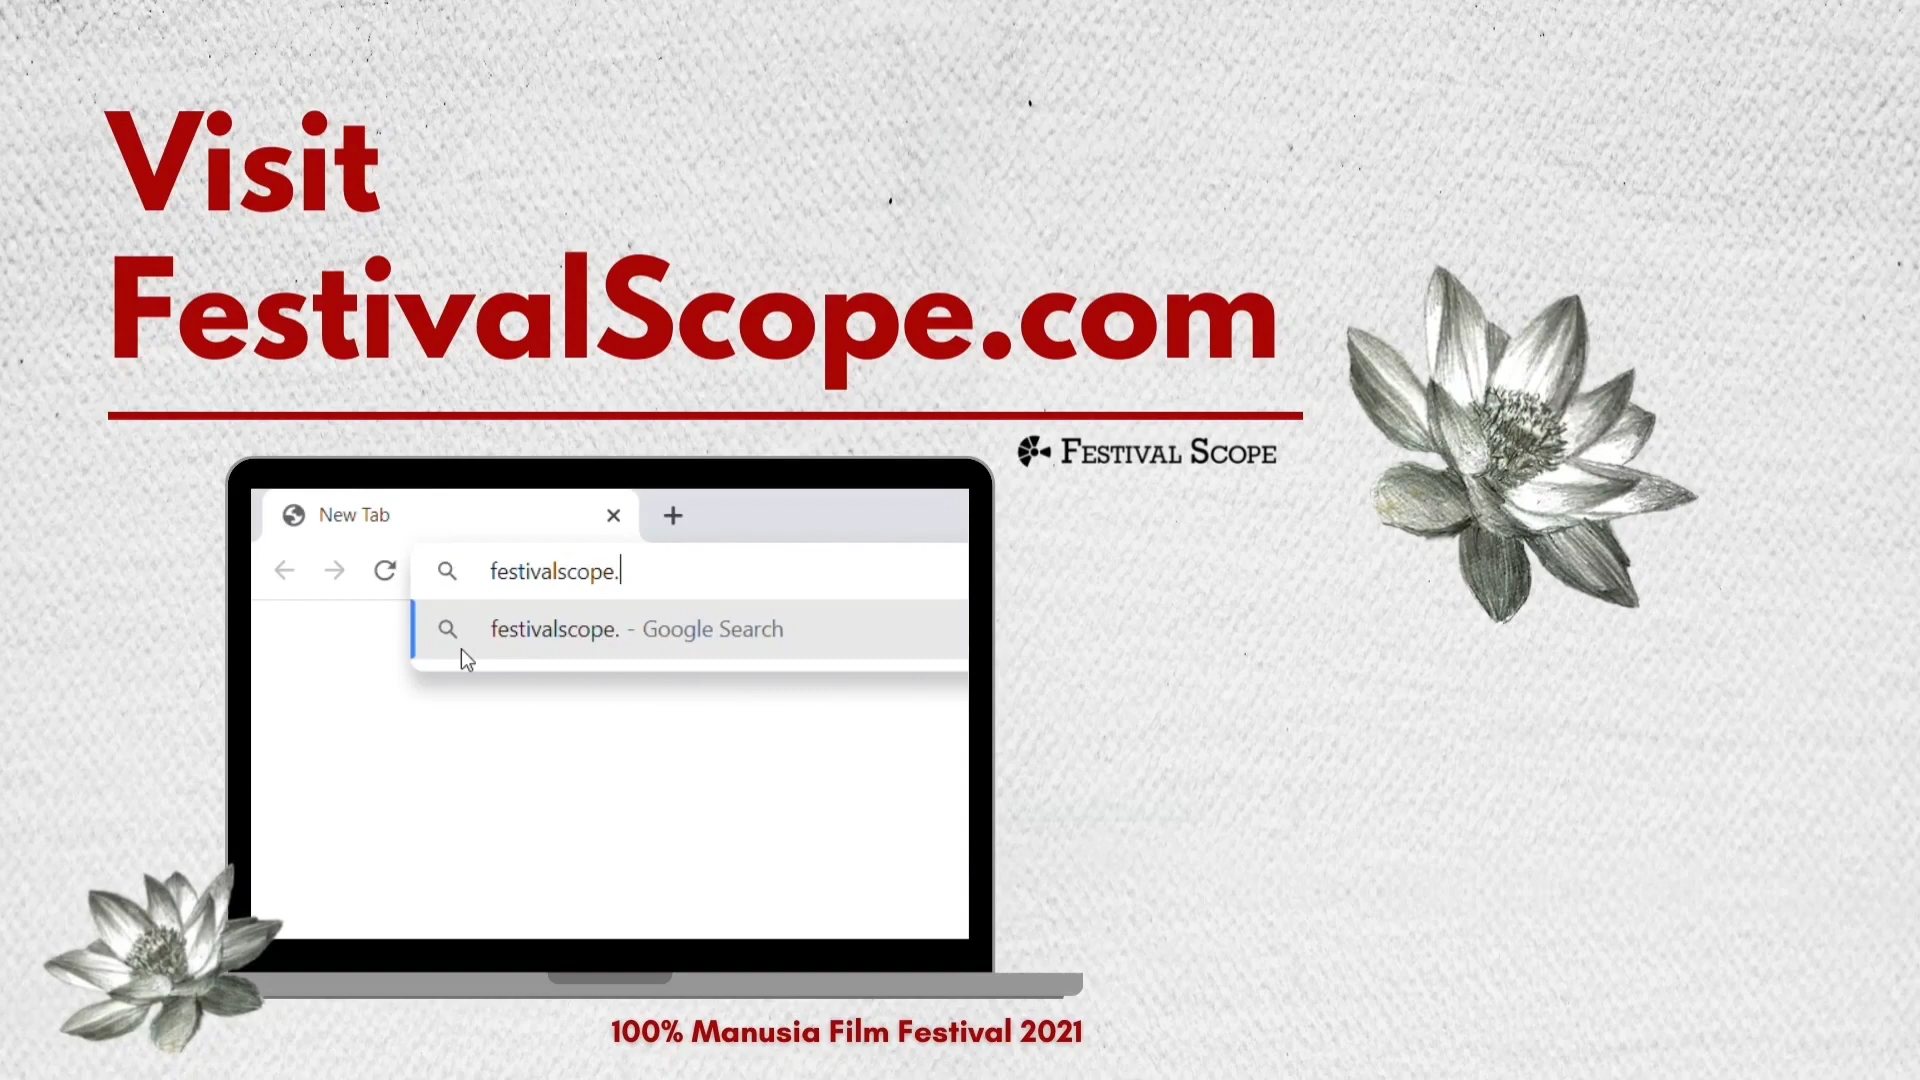 Visit
FestivalScope.com
FESTIVAL SCOPE
New Tab
festivalscope.
festivalscope. - Google Search
100% Manusia Film Festival 2021